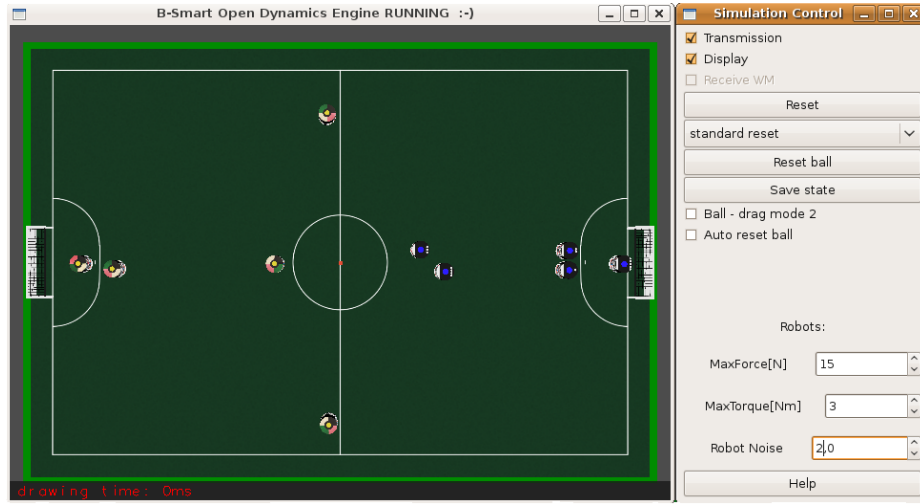 B-Smart Open Dynamics Engine RUNNING :-)
drawing time: 0ms
Simulation Control
Transmission
Display
Receive WM
Reset
standard reset
Reset ball
Save state
Ball - drag mode 2
Auto reset ball
Robots:
MaxForce[N] 15
MaxTorque[Nm] 3
Robot Noise 2,0
Help